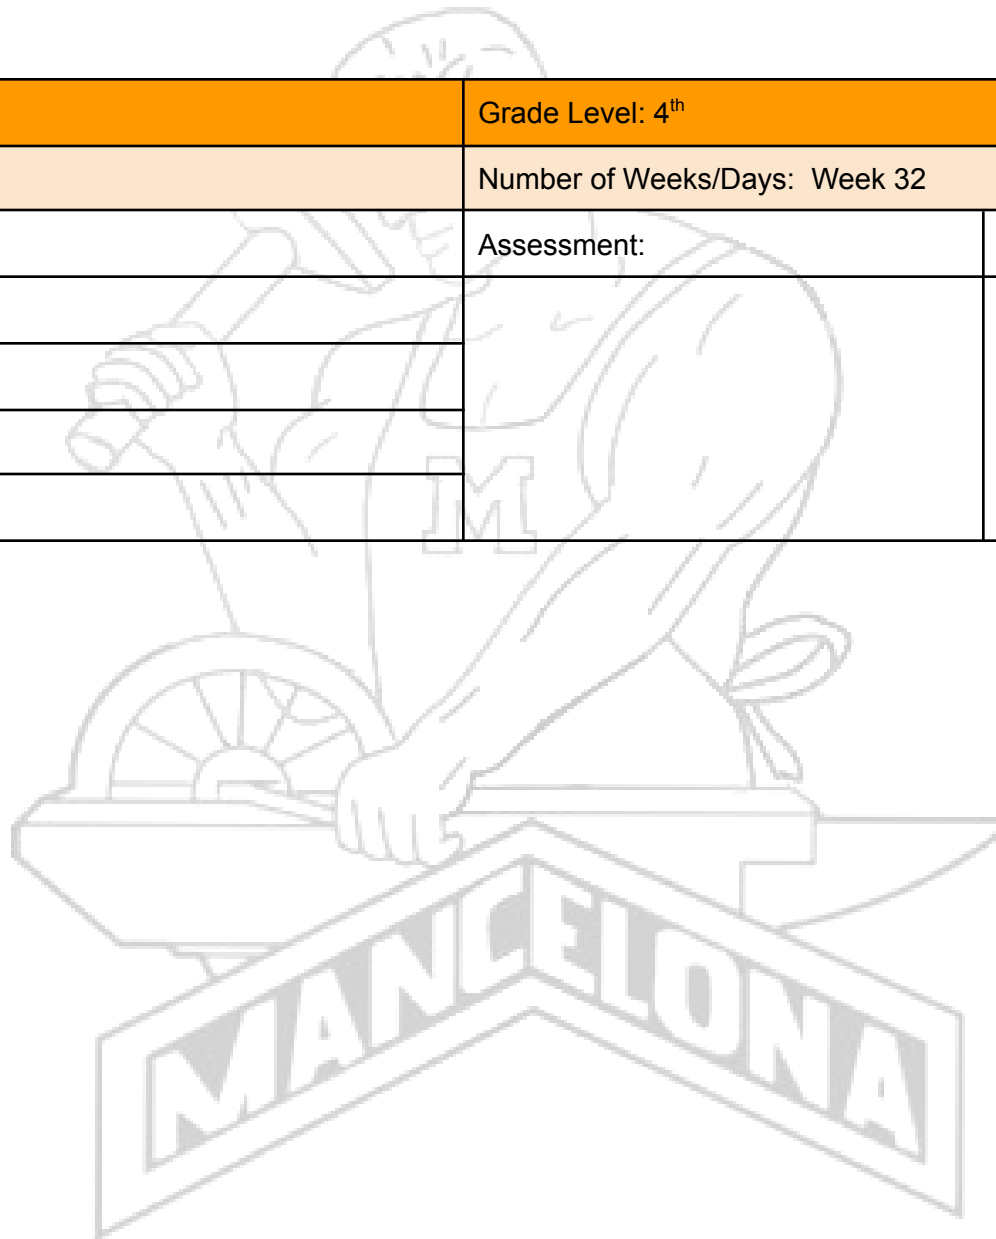 Grade Level: 4th
Number of Weeks/Days: Week 32
Assessment:
M
MANCELONA